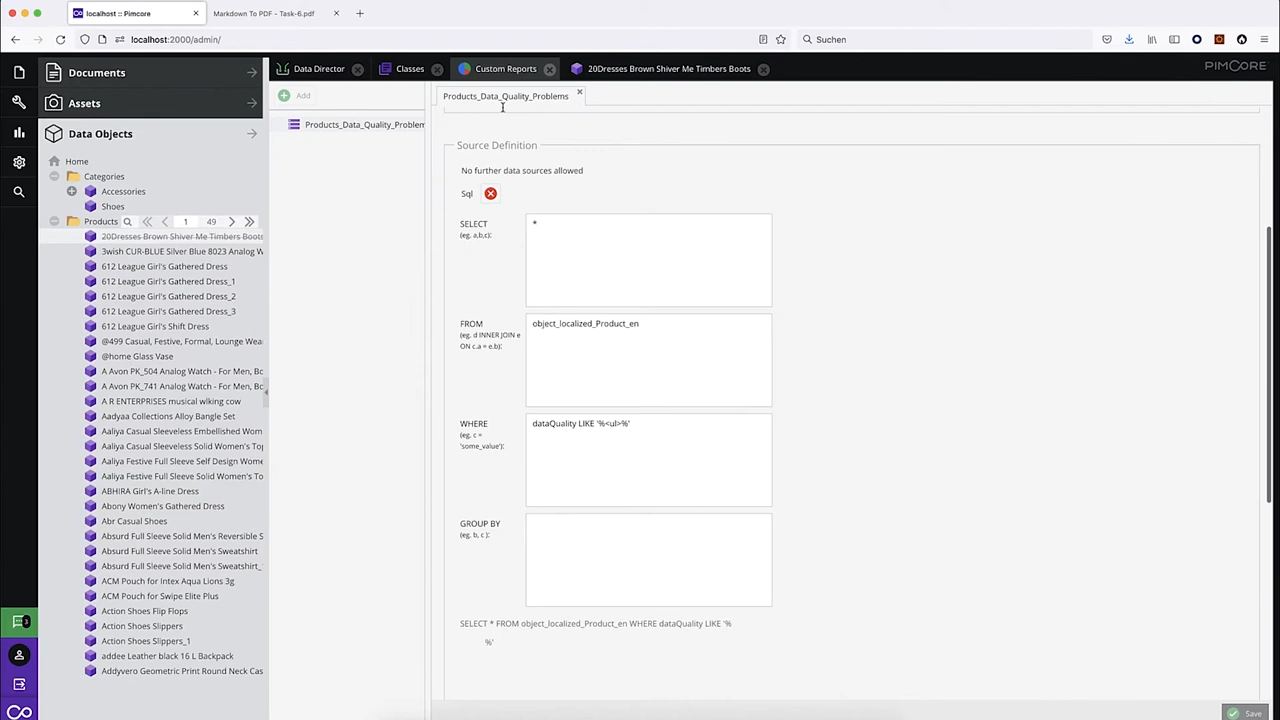 localhost :: Pimcore
Markdown To PDF - Task-6.pdf
localhost:2000/admin/
Suchen
Documents
Assets
Data Objects
Home
Categories
Accessories
Shoes
Products
1
49
20Dresses Brown Shiver Me Timbers Boots
3wish CUR-BLUE Silver Blue 8023 Analog W
612 League Girl's Gathered Dress
612 League Girl's Gathered Dress_1
612 League Girl's Gathered Dress_2
612 League Girl's Gathered Dress_3
612 League Girl's Shift Dress
@499 Casual, Festive, Formal, Lounge Wea
@home Glass Vase
A Avon PK_504 Analog Watch - For Men, Bo
A Avon PK_741 Analog Watch - For Men, Bo
A R ENTERPRISES musical wlking cow
Aadyaa Collections Alloy Bangle Set
Aaliya Casual Sleeveless Embellished Wom
Aaliya Casual Sleeveless Solid Women's To
Aaliya Festive Full Sleeve Self Design Wome
Aaliya Festive Full Sleeve Solid Women's To
ABHIRA Girl's A-line Dress
Abony Women's Gathered Dress
Abr Casual Shoes
Absurd Full Sleeve Solid Men's Reversible S
Absurd Full Sleeve Solid Men's Sweatshirt
Absurd Full Sleeve Solid Men's Sweatshirt_
ACM Pouch for Intex Aqua Lions 3g
ACM Pouch for Swipe Elite Plus
Action Shoes Flip Flops
Action Shoes Slippers
Action Shoes Slippers_1
addee Leather black 16 L Backpack
Addyvero Geometric Print Round Neck Cas
Data Director
Classes
Custom Reports
20Dresses Brown Shiver Me Timbers Boots
PIMCORE
Add
Products_Data_Quality_Problem
Products_Data_Quality_Problems
Source Definition
No further data sources allowed
Sql
SELECT
(eg. a,b,c):
*
FROM
(eg. d INNER JOIN e
ON c.a = e.b):
object_localized_Product_en
WHERE
(eg. c =
'some_value'):
dataQuality LIKE '%<ul>%'
GROUP BY
(eg. b, c ):
SELECT * FROM object_localized_Product_en WHERE dataQuality LIKE '%
%'
Save